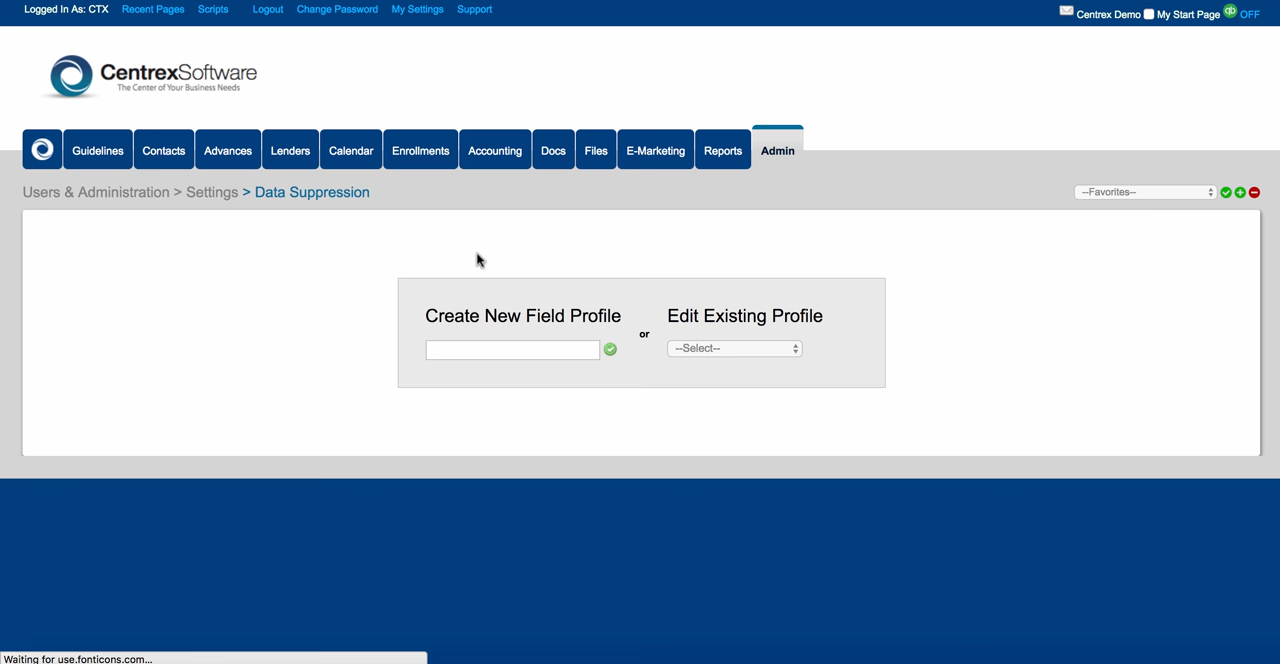 Logged In As: CTX Recent Pages Scripts Logout Change Password My Settings Support
Centrex Demo My Start Page qb OFF
CentrexSoftware
The Center of Your Business Needs
Guidelines Contacts Advances Lenders Calendar Enrollments Accounting Docs Files E-Marketing Reports Admin
Users & Administration > Settings > Data Suppression
--Favorites--
Create New Field Profile
or
Edit Existing Profile
--Select--
Waiting for use.fonticons.com...